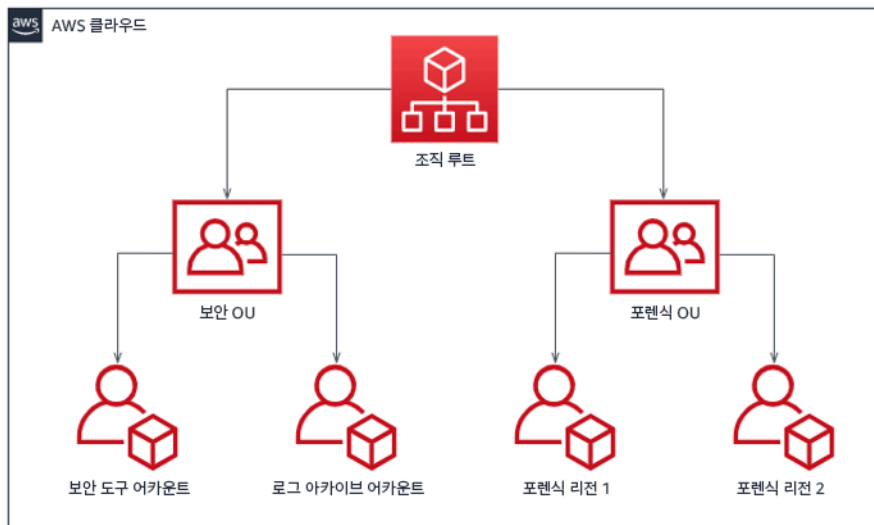 aws
AWS 클라우드
조직 루트
보안 OU
포렌식 OU
보안 도구 어카운트
로그 아카이브 어카운트
포렌식 리전 1
포렌식 리전 2